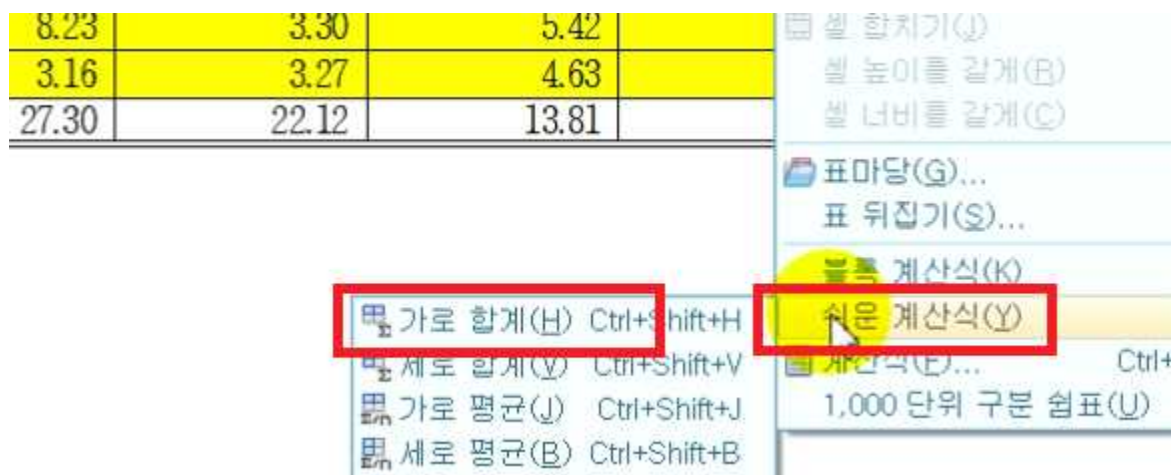 8.23 3.30 5.42
3.16 3.27 4.63
27.30 22.12 13.81
셀 합치기(J)
셀 높이를 같게(R)
셀 너비를 같게(C)
표마당(G)...
표 뒤집기(S)...
블록 계산식(K)
쉬운 계산식(Y)
계산식(F)... Ctrl+
1,000 단위 구분 쉼표(U)
가로 합계(H) Ctrl+Shift+H
세로 합계(V) Ctrl+Shift+V
가로 평균(J) Ctrl+Shift+J
세로 평균(B) Ctrl+Shift+B